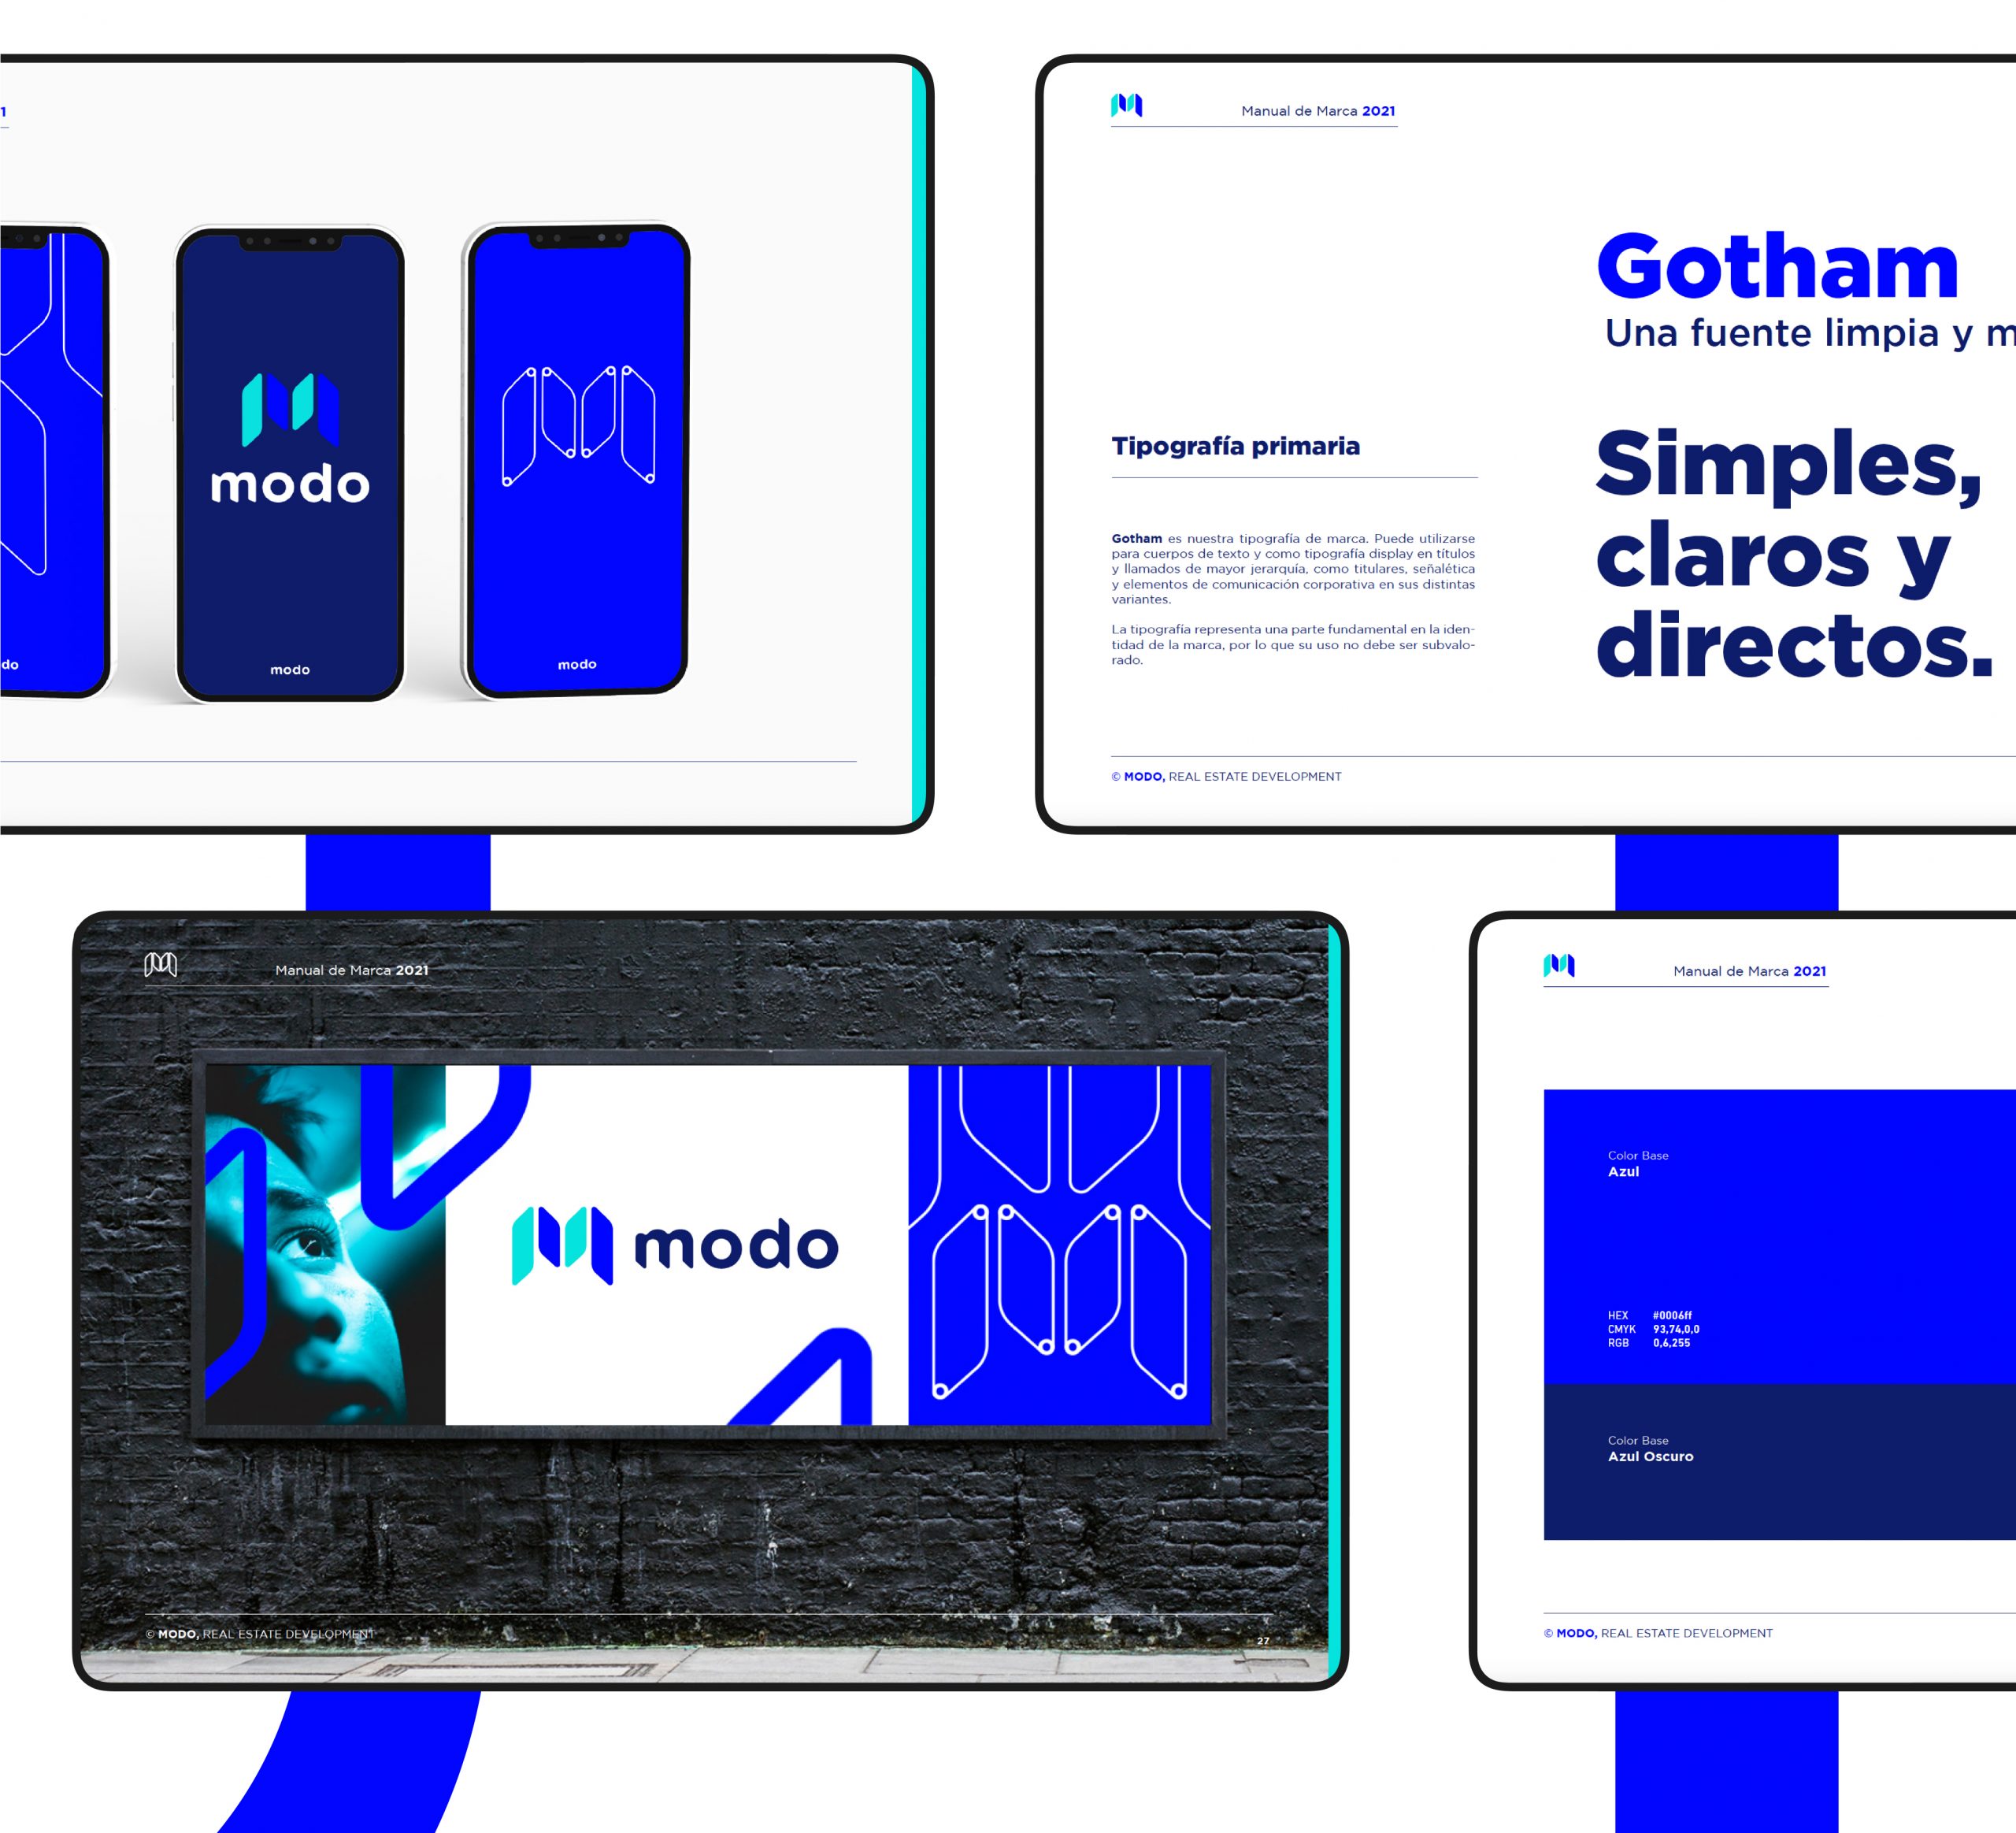 1
do
modo
modo
modo
Manual de Marca 2021
Gotham
Una fuente limpia y m
Simples,
claros y
directos.
Tipografía primaria
Gotham es nuestra tipografía de marca. Puede utilizarse
para cuerpos de texto y como tipografía display en títulos
y llamados de mayor jerarquía, como titulares, señalética
y elementos de comunicación corporativa en sus distintas
variantes.
La tipografía representa una parte fundamental en la iden-
tidad de la marca, por lo que su uso no debe ser subvalo-
rado.
© MODO, REAL ESTATE DEVELOPMENT
Manual de Marca 2021
modo
© MODO, REAL ESTATE DEVELOPMENT
27
Manual de Marca 2021
Color Base
Azul
HEX #0006ff
CMYK 93,74,0,0
RGB 0,6,255
Color Base
Azul Oscuro
© MODO, REAL ESTATE DEVELOPMENT